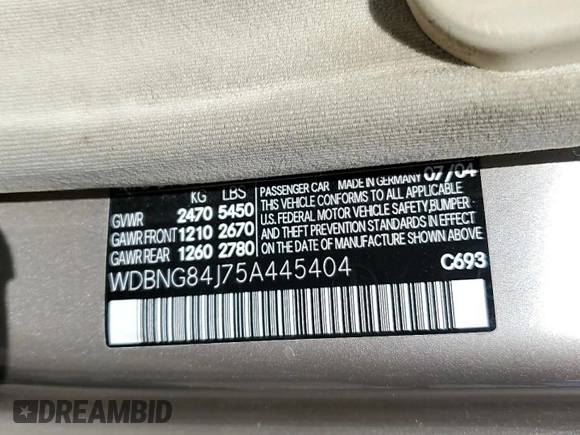 KG LBS
GVWR 2470 5450
GAWR FRONT 1210 2670
GAWR REAR 1260 2780
PASSENGER CAR MADE IN GERMANY 07/04
THIS VEHICLE CONFORMS TO ALL APPLICABLE
U.S. FEDERAL MOTOR VEHICLE SAFETY, BUMPER
AND THEFT PREVENTION STANDARDS IN EFFECT
ON THE DATE OF MANUFACTURE SHOWN ABOVE.
WDBNG84J75A445404 C693
DREAMBID